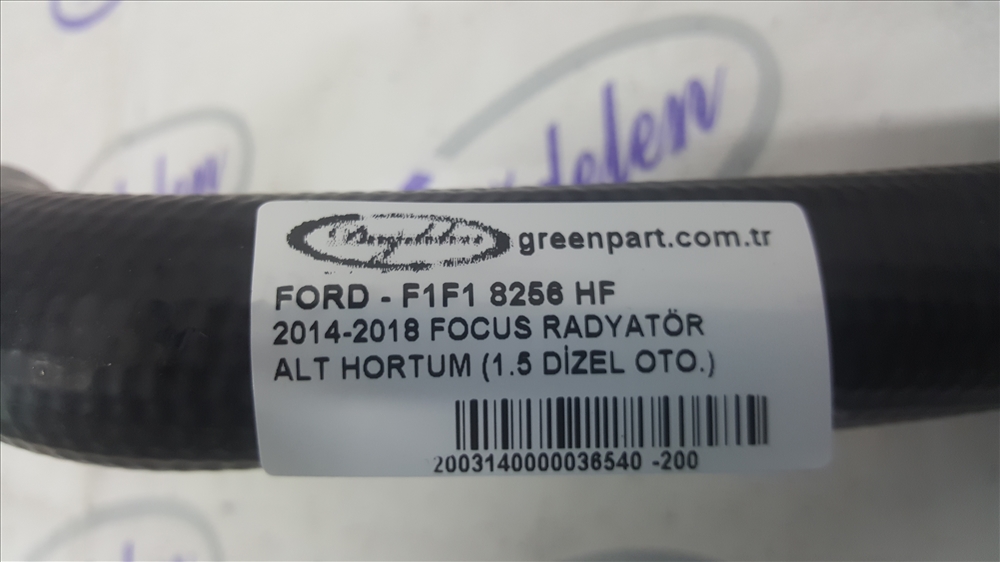 greenpart.com.tr
FORD - F1F1 8256 HF
2014-2018 FOCUS RADYATÖR
ALT HORTUM (1.5 DİZEL OTO.)
2003140000036540 -200